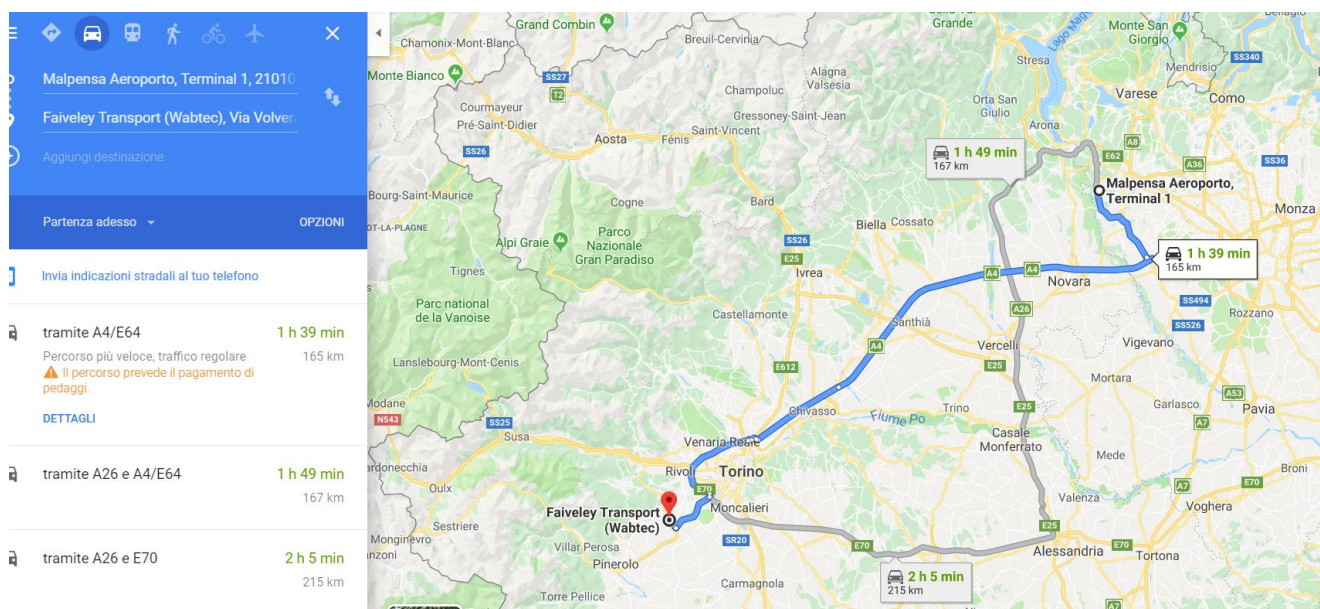 Malpensa Aeroporto, Terminal 1, 21010
Faiveley Transport (Wabtec), Via Volver
Aggiungi destinazione
Partenza adesso
OPZIONI
Invia indicazioni stradali al tuo telefono
tramite A4/E64
1 h 39 min
Percorso più veloce, traffico regolare
165 km
Il percorso prevede il pagamento di
pedaggi.
DETTAGLI
tramite A26 e A4/E64
1 h 49 min
167 km
tramite A26 e E70
2 h 5 min
215 km
Grand Combin
Grande
Monte San
Giorgio
Chamonix-Mont-Blanc
Breuil-Cervinia
Stresa
Lago Mag
Mendrisio
SS340
Monte Bianco
SS27
T2
Alagna
Valsesia
Champoluc
Orta San
Giulio
Varese
Como
Courmayeur
Gressoney-Saint-Jean
Arona
Pré-Saint-Didier
Aosta
Fénis
Saint-Vincent
A8
SS26
1 h 49 min
167 km
E62
A36
SS36
Malpensa Aeroporto,
Terminal 1
Bourg-Saint-Maurice
Cogne
Bard
Monza
OT-LA-PLAGNE
Biella
Cossato
Alpi Graie
Parco
Nazionale
Gran Paradiso
SS26
E25
1 h 39 min
165 km
Tignes
Ivrea
A4
A4
Novara
Parc national
de la Vanoise
Castellamonte
A26
SS494
Rozzano
Santhià
SS526
A4
Vercelli
Vigevano
Lanslebourg-Mont-Cenis
E612
E25
Mortara
A53
Modane
N543
SS25
Chivasso
Fiume Po
Trino
E25
Garlasco
Pavia
A7
Susa
Venaria Reale
Casale
Monferrato
Mede
Rivoli
Torino
Broni
Oulx
E70
A7
Valenza
Voghera
Faiveley Transport
(Wabtec)
Moncalieri
Sestriere
SR20
E25
Monginevro
Villar Perosa
E70
Alessandria
Tortona
Pinerolo
2 h 5 min
215 km
Carmagnola
Torre Pellice
A7